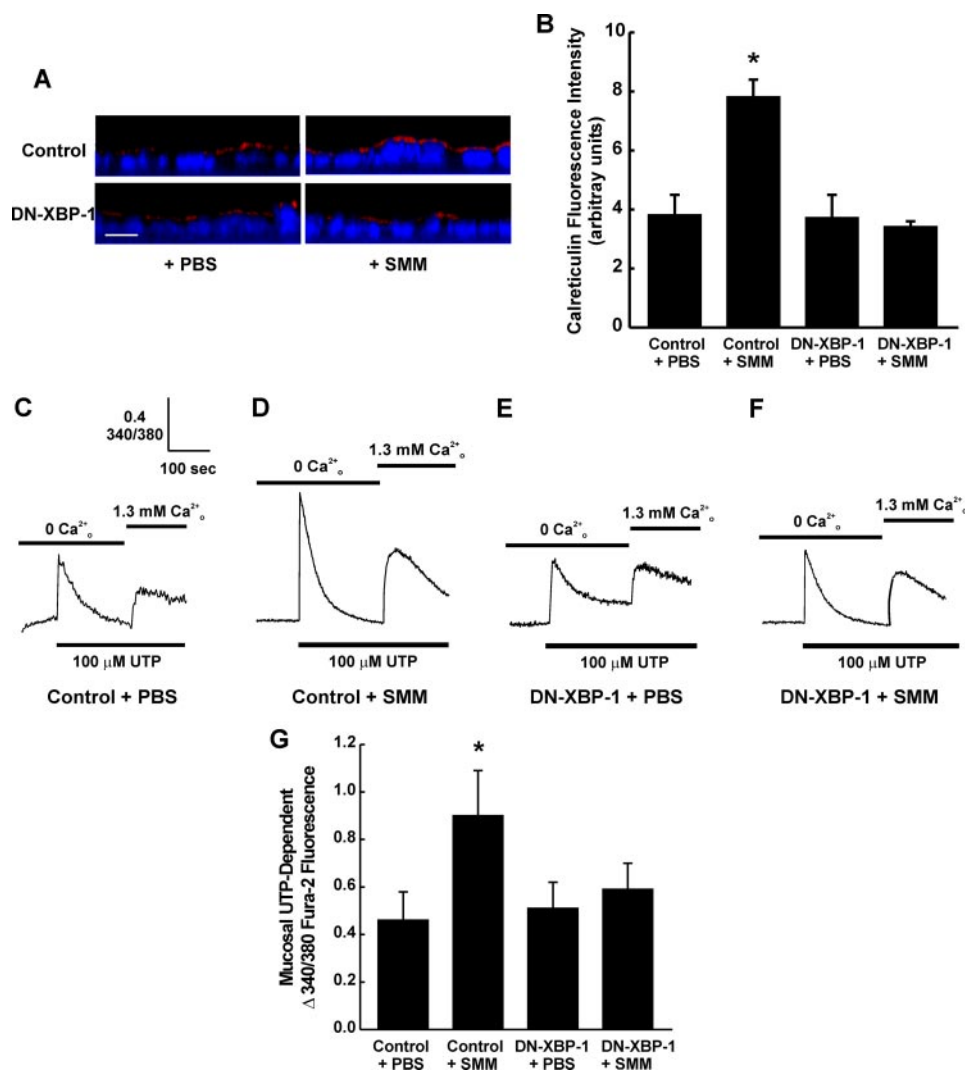 A
Control
DN-XBP-1
+ PBS
+ SMM
B
Calreticulin Fluorescence Intensity
(arbitray units)
10
8
6
4
2
0
*
Control
+ PBS
Control
+ SMM
DN-XBP-1
+ PBS
DN-XBP-1
+ SMM
C
0.4
340/380
100 sec
0 Ca²⁺ₒ
1.3 mM Ca²⁺ₒ
100 μM UTP
Control + PBS
D
0 Ca²⁺ₒ
1.3 mM Ca²⁺ₒ
100 μM UTP
Control + SMM
E
0 Ca²⁺ₒ
1.3 mM Ca²⁺ₒ
100 μM UTP
DN-XBP-1 + PBS
F
0 Ca²⁺ₒ
1.3 mM Ca²⁺ₒ
100 μM UTP
DN-XBP-1 + SMM
G
Mucosal UTP-Dependent
Δ 340/380 Fura-2 Fluorescence
1.2
1.0
0.8
0.6
0.4
0.2
0.0
*
Control
+ PBS
Control
+ SMM
DN-XBP-1
+ PBS
DN-XBP-1
+ SMM